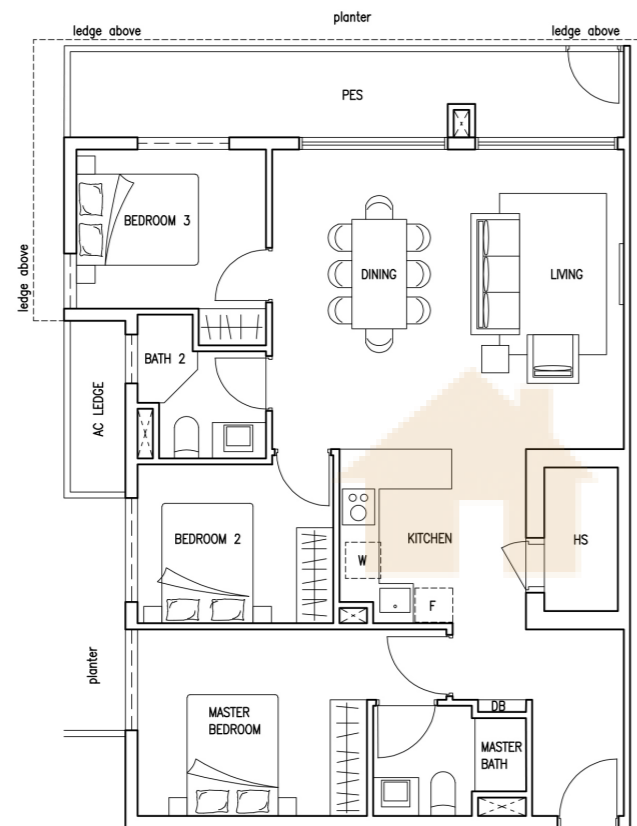 planter
ledge above
ledge above
PES
BEDROOM 3
DINING
LIVING
ledge above
BATH 2
AC LEDGE
BEDROOM 2
KITCHEN
HS
W
F
planter
MASTER
BEDROOM
DB
MASTER
BATH